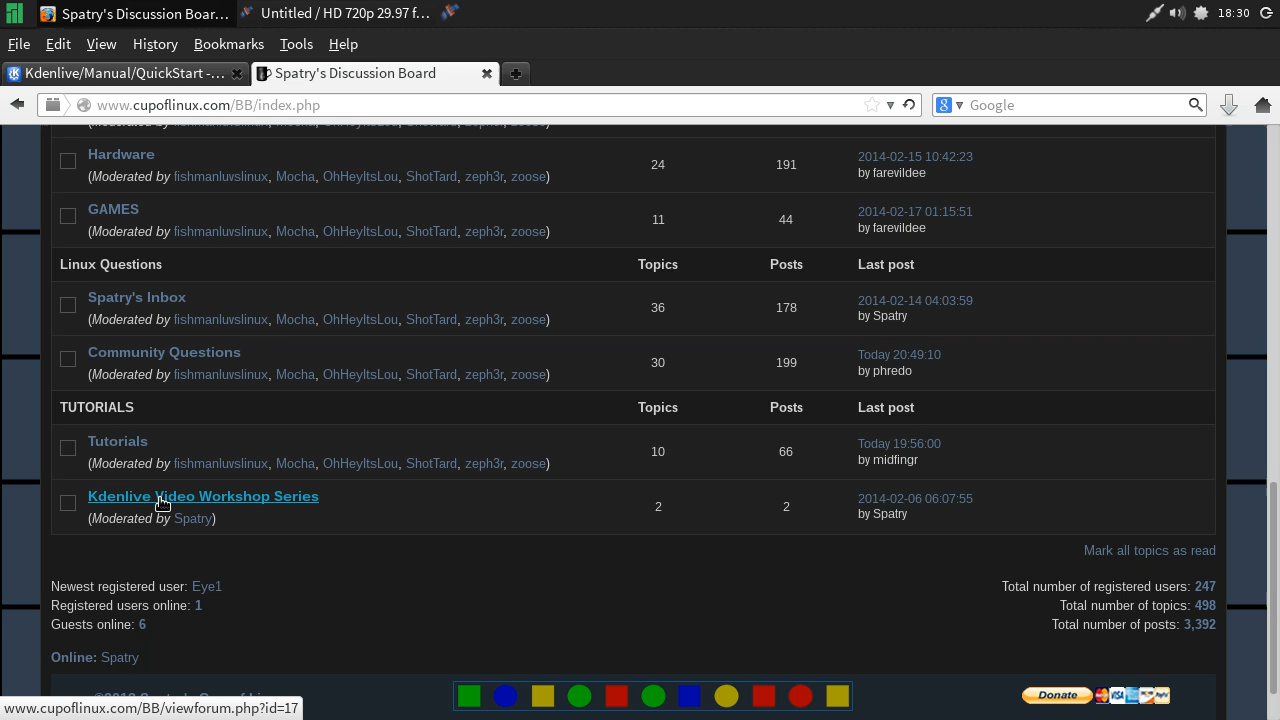 Spatry's Discussion Boar... Untitled / HD 720p 29.97 f... 18:30
File Edit View History Bookmarks Tools Help
Kdenlive/Manual/QuickStart -... Spatry's Discussion Board
www.cupoflinux.com/BB/index.php Google
(Moderated by fishmanluvslinux, Mocha, OhHeyItsLou, ShotTard, zeph3r, zoose) by farevildee
Hardware 24 191 2014-02-15 10:42:23
(Moderated by fishmanluvslinux, Mocha, OhHeyItsLou, ShotTard, zeph3r, zoose) by farevildee
GAMES 11 44 2014-02-17 01:15:51
(Moderated by fishmanluvslinux, Mocha, OhHeyItsLou, ShotTard, zeph3r, zoose) by farevildee
Linux Questions Topics Posts Last post
Spatry's Inbox 36 178 2014-02-14 04:03:59
(Moderated by fishmanluvslinux, Mocha, OhHeyItsLou, ShotTard, zeph3r, zoose) by Spatry
Community Questions 30 199 Today 20:49:10
(Moderated by fishmanluvslinux, Mocha, OhHeyItsLou, ShotTard, zeph3r, zoose) by phredo
TUTORIALS Topics Posts Last post
Tutorials 10 66 Today 19:56:00
(Moderated by fishmanluvslinux, Mocha, OhHeyItsLou, ShotTard, zeph3r, zoose) by midfingr
Kdenlive Video Workshop Series 2 2 2014-02-06 06:07:55
(Moderated by Spatry) by Spatry
Mark all topics as read
Newest registered user: Eye1 Total number of registered users: 247
Registered users online: 1 Total number of topics: 498
Guests online: 6 Total number of posts: 3,392
Online: Spatry
Donate
www.cupoflinux.com/BB/viewforum.php?id=17